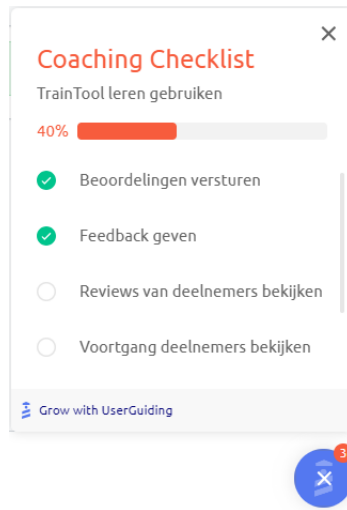 Coaching Checklist
TrainTool leren gebruiken
40%
Beoordelingen versturen
Feedback geven
Reviews van deelnemers bekijken
Voortgang deelnemers bekijken
Grow with UserGuiding
3